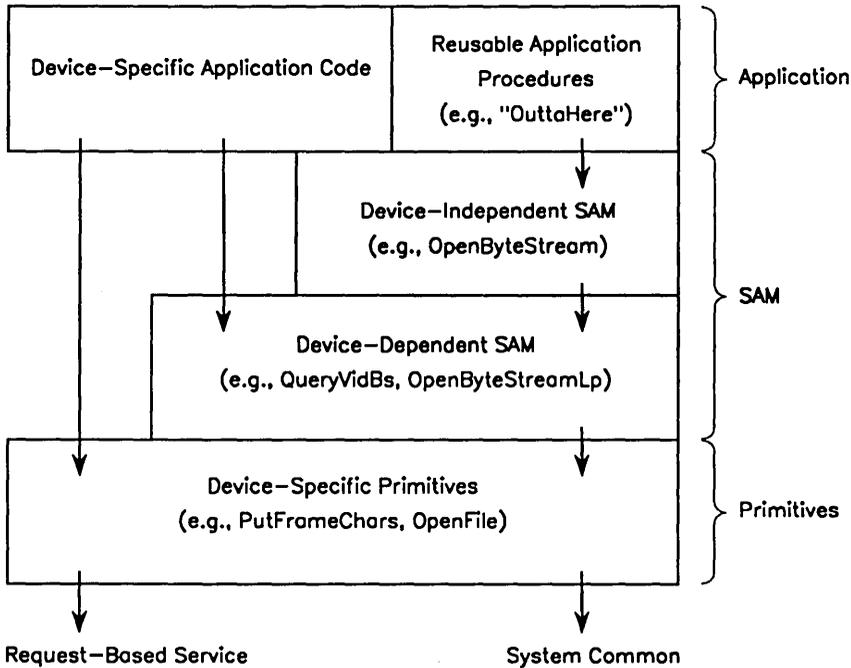 Device-Specific Application Code
Reusable Application
Procedures
(e.g., "OuttaHere")
Application
Device-Independent SAM
(e.g., OpenByteStream)
SAM
Device-Dependent SAM
(e.g., QueryVidBs, OpenByteStreamLp)
Device-Specific Primitives
(e.g., PutFrameChars, OpenFile)
Primitives
Request-Based Service
System Common